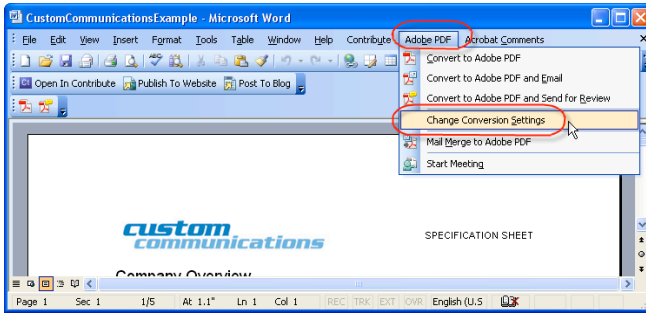 CustomCommunicationsExample - Microsoft Word
File Edit View Insert Format Tools Table Window Help Contribute Adobe PDF Acrobat Comments
Open In Contribute Publish To Website Post To Blog
Convert to Adobe PDF
Convert to Adobe PDF and Email
Convert to Adobe PDF and Send for Review
Change Conversion Settings
Mail Merge to Adobe PDF
Start Meeting
custom
communications
SPECIFICATION SHEET
Company Overview
Page 1 Sec 1 1/5 At 1.1" Ln 1 Col 1 REC TRK EXT OVR English (U.S